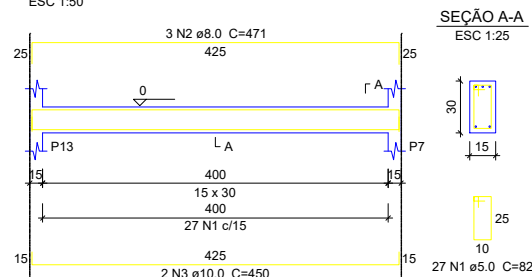 ESC 1:50
SEÇÃO A-A
ESC 1:25
3 N2 ø8.0 C=471
425
25
25
A
0
30
P13
A
P7
15
15
400
15
15 x 30
400
27 N1 c/15
25
10
27 N1 ø5.0 C=82
425
15
15
2 N3 ø10.0 C=450